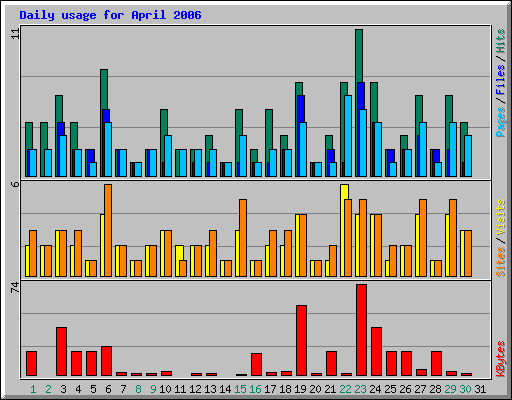 Daily usage for April 2006
11
Pages / Files / Hits
6
Sites / Visits
74
KBytes
1 2 3 4 5 6 7 8 9 10 11 12 13 14 15 16 17 18 19 20 21 22 23 24 25 26 27 28 29 30 31